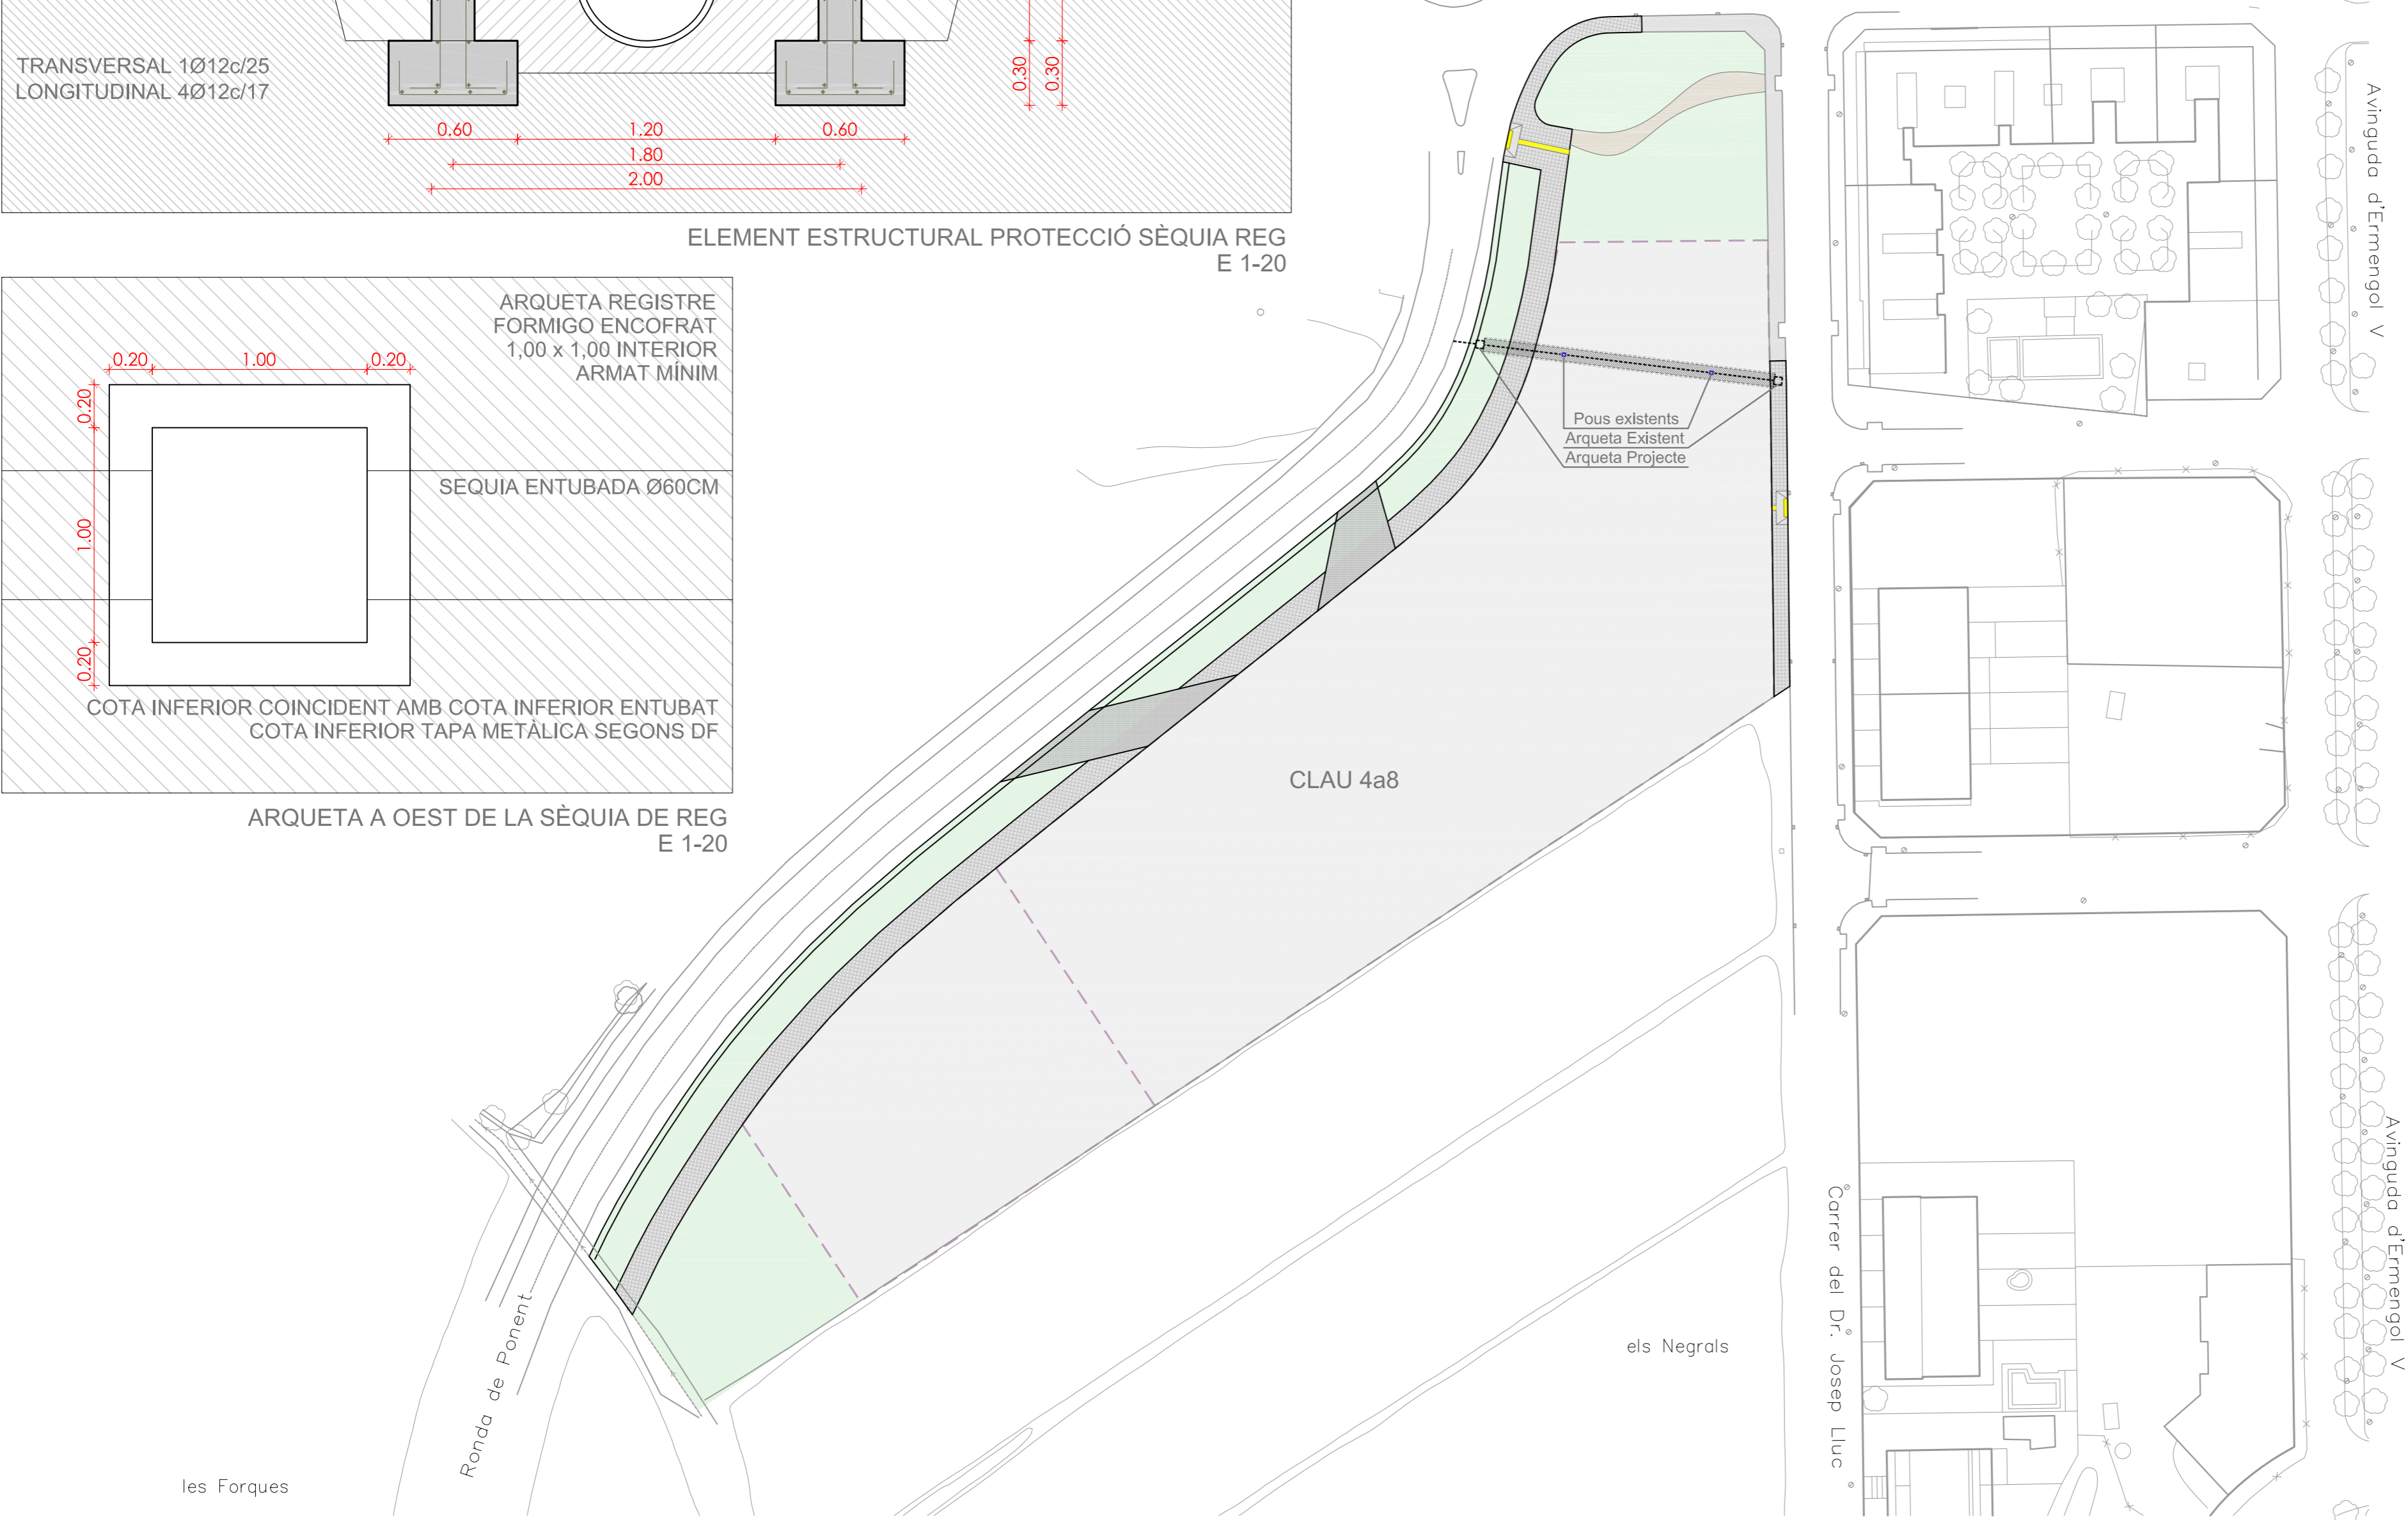 TRANSVERSAL 1Ø12c/25
LONGITUDINAL 4Ø12c/17
0.30
0.30
0.60
1.20
0.60
1.80
2.00
ELEMENT ESTRUCTURAL PROTECCIÓ SÈQUIA REG
E 1-20
ARQUETA REGISTRE
FORMIGO ENCOFRAT
1,00 x 1,00 INTERIOR
ARMAT MÍNIM
0.20
1.00
0.20
0.20
1.00
0.20
SEQUIA ENTUBADA Ø60CM
COTA INFERIOR COINCIDENT AMB COTA INFERIOR ENTUBAT
COTA INFERIOR TAPA METÀLICA SEGONS DF
ARQUETA A OEST DE LA SÈQUIA DE REG
E 1-20
Pous existents
Arqueta Existent
Arqueta Projecte
CLAU 4a8
Avinguda d'Ermengol V
Avinguda d'Ermengol V
Carrer del Dr. Josep Lluc
els Negrals
Ronda de Ponent
les Forques